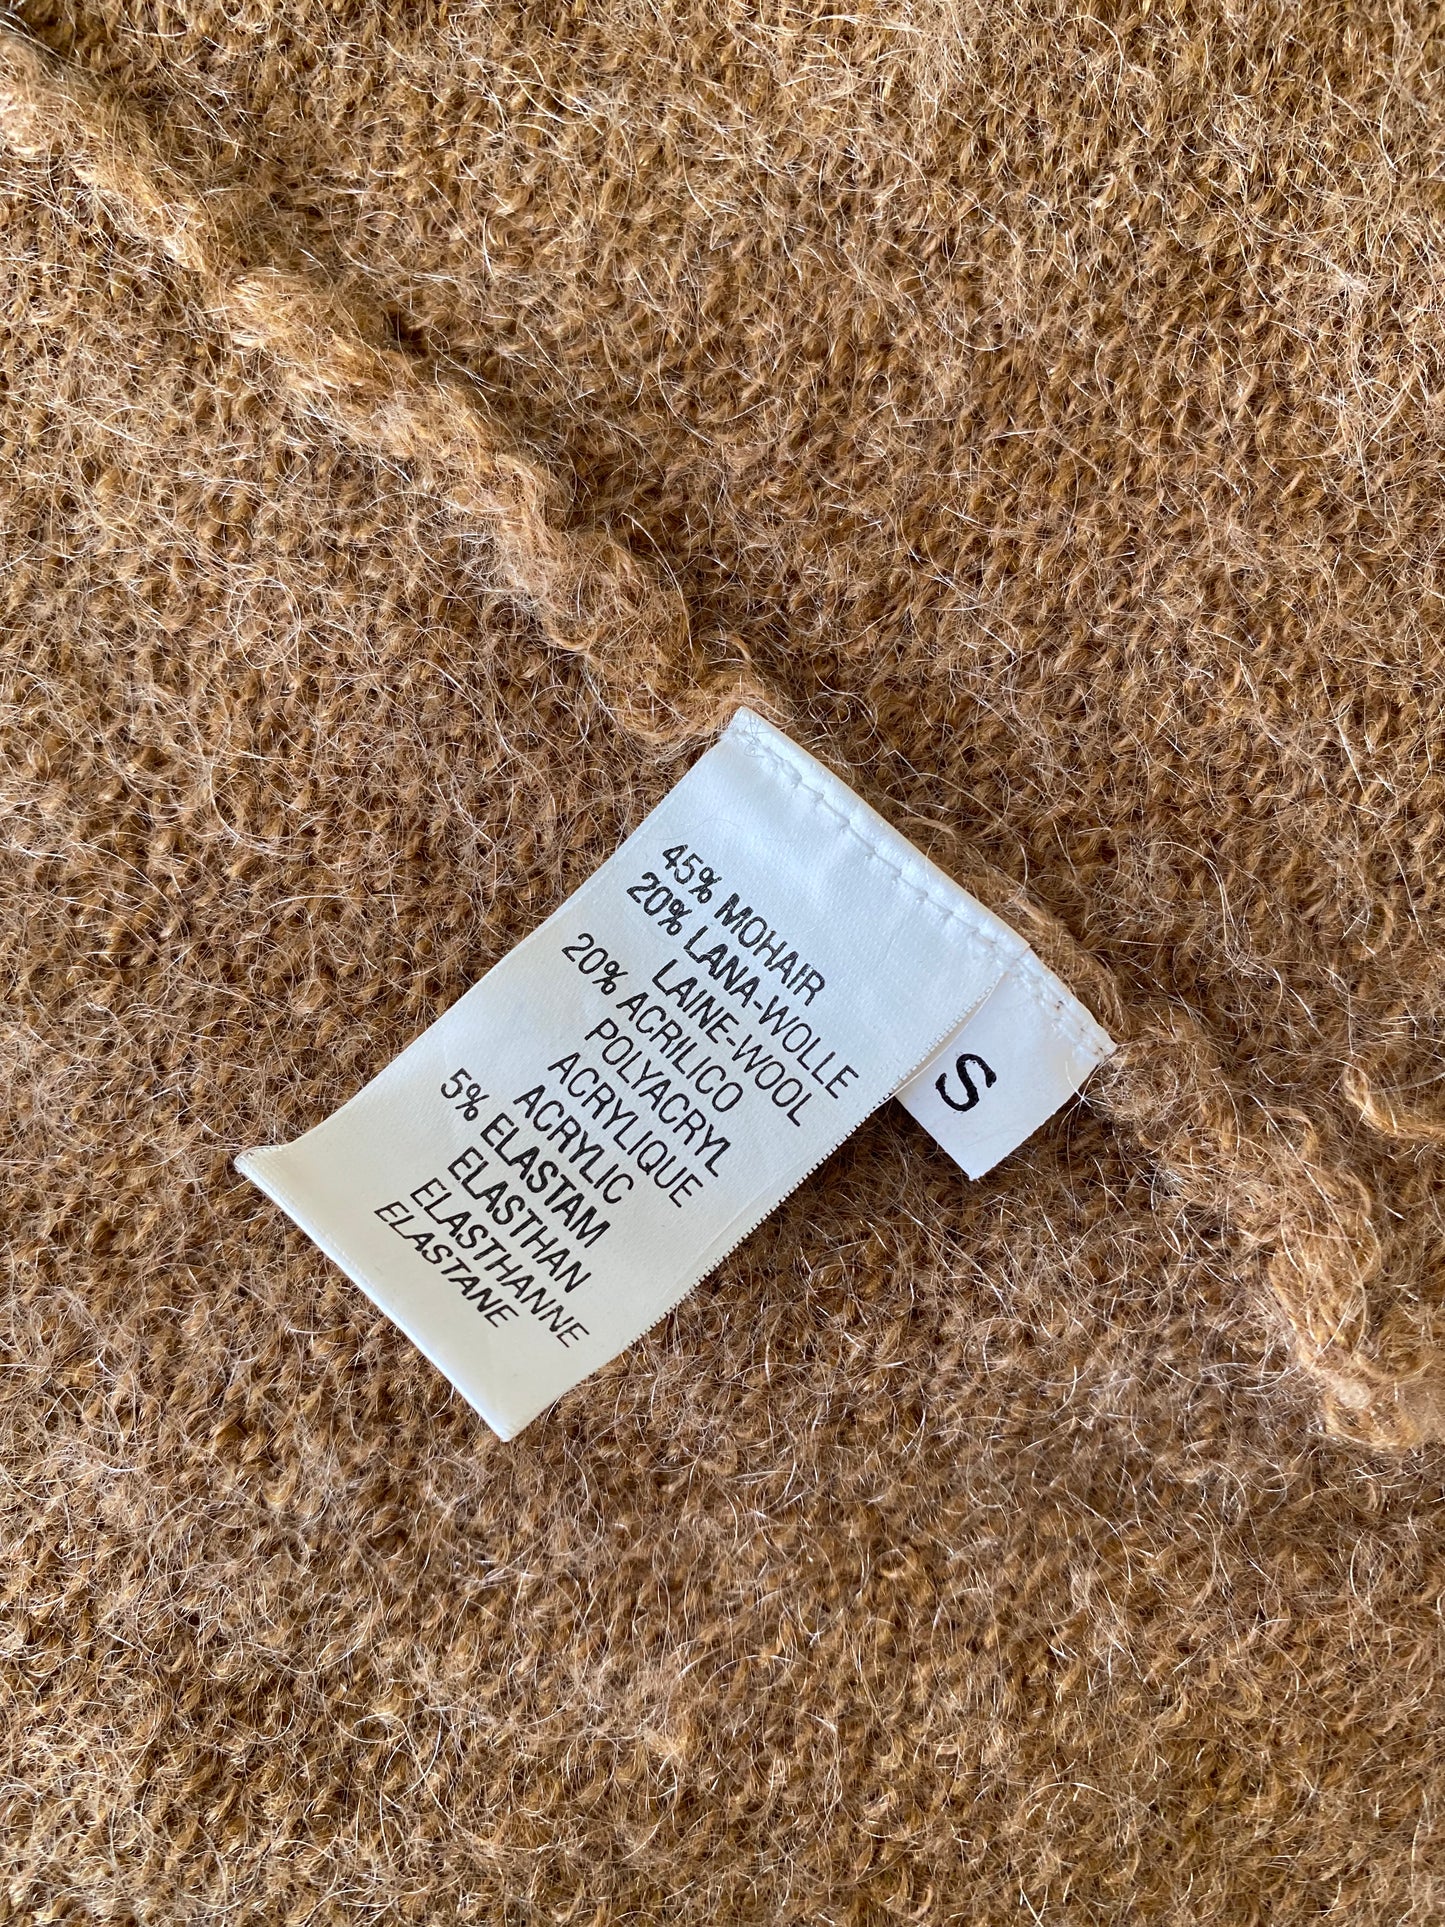 45% MOHAIR
20% LANA-WOLLE
LAINE-WOOL
20% ACRILICO
POLYACRYL
ACRYLIQUE
ACRYLIC
5% ELASTAM
ELASTHAN
ELASTHANNE
ELASTANE
S